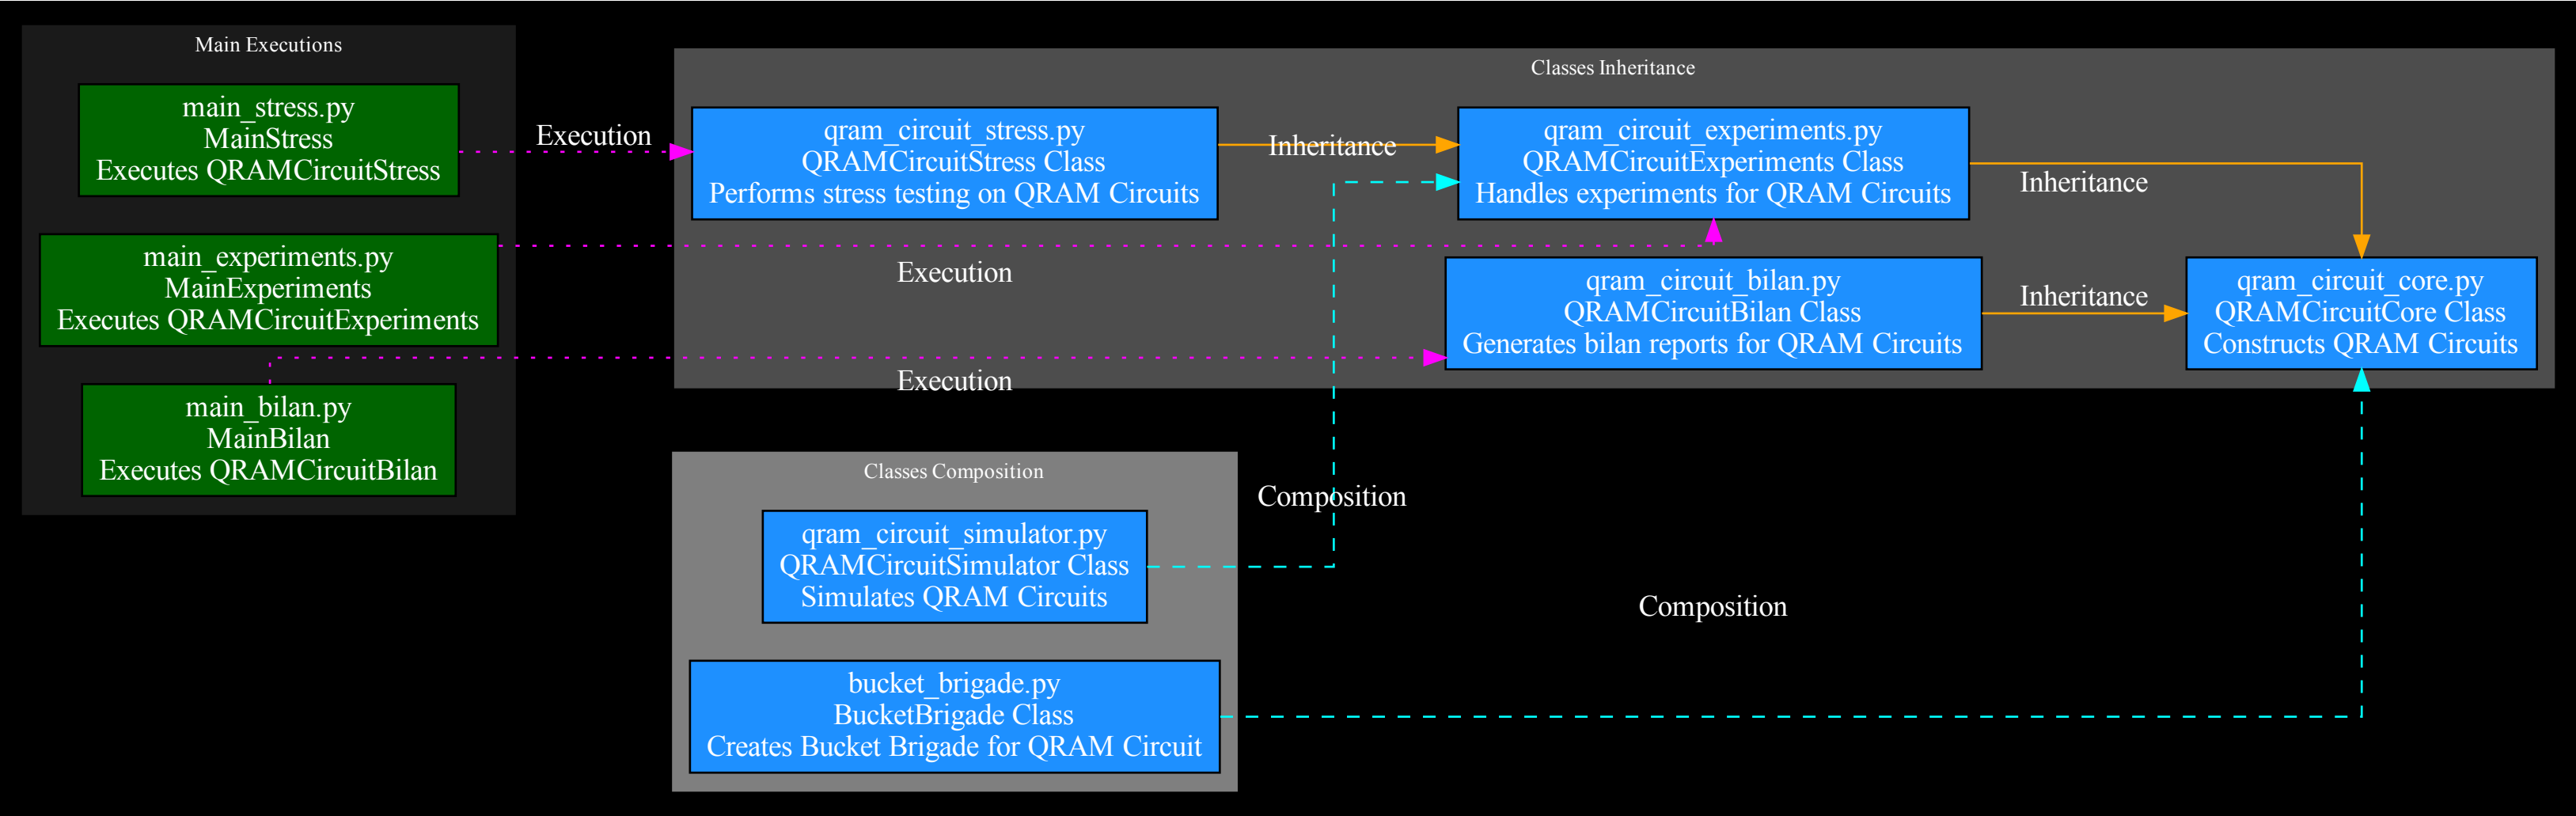 Main Executions
main_stress.py
MainStress
Executes QRAMCircuitStress
main_experiments.py
MainExperiments
Executes QRAMCircuitExperiments
main_bilan.py
MainBilan
Executes QRAMCircuitBilan
Execution
Execution
Execution
Classes Inheritance
qram_circuit_stress.py
QRAMCircuitStress Class
Performs stress testing on QRAM Circuits
Inheritance
qram_circuit_experiments.py
QRAMCircuitExperiments Class
Handles experiments for QRAM Circuits
Inheritance
qram_circuit_bilan.py
QRAMCircuitBilan Class
Generates bilan reports for QRAM Circuits
Inheritance
qram_circuit_core.py
QRAMCircuitCore Class
Constructs QRAM Circuits
Classes Composition
qram_circuit_simulator.py
QRAMCircuitSimulator Class
Simulates QRAM Circuits
Composition
bucket_brigade.py
BucketBrigade Class
Creates Bucket Brigade for QRAM Circuit
Composition